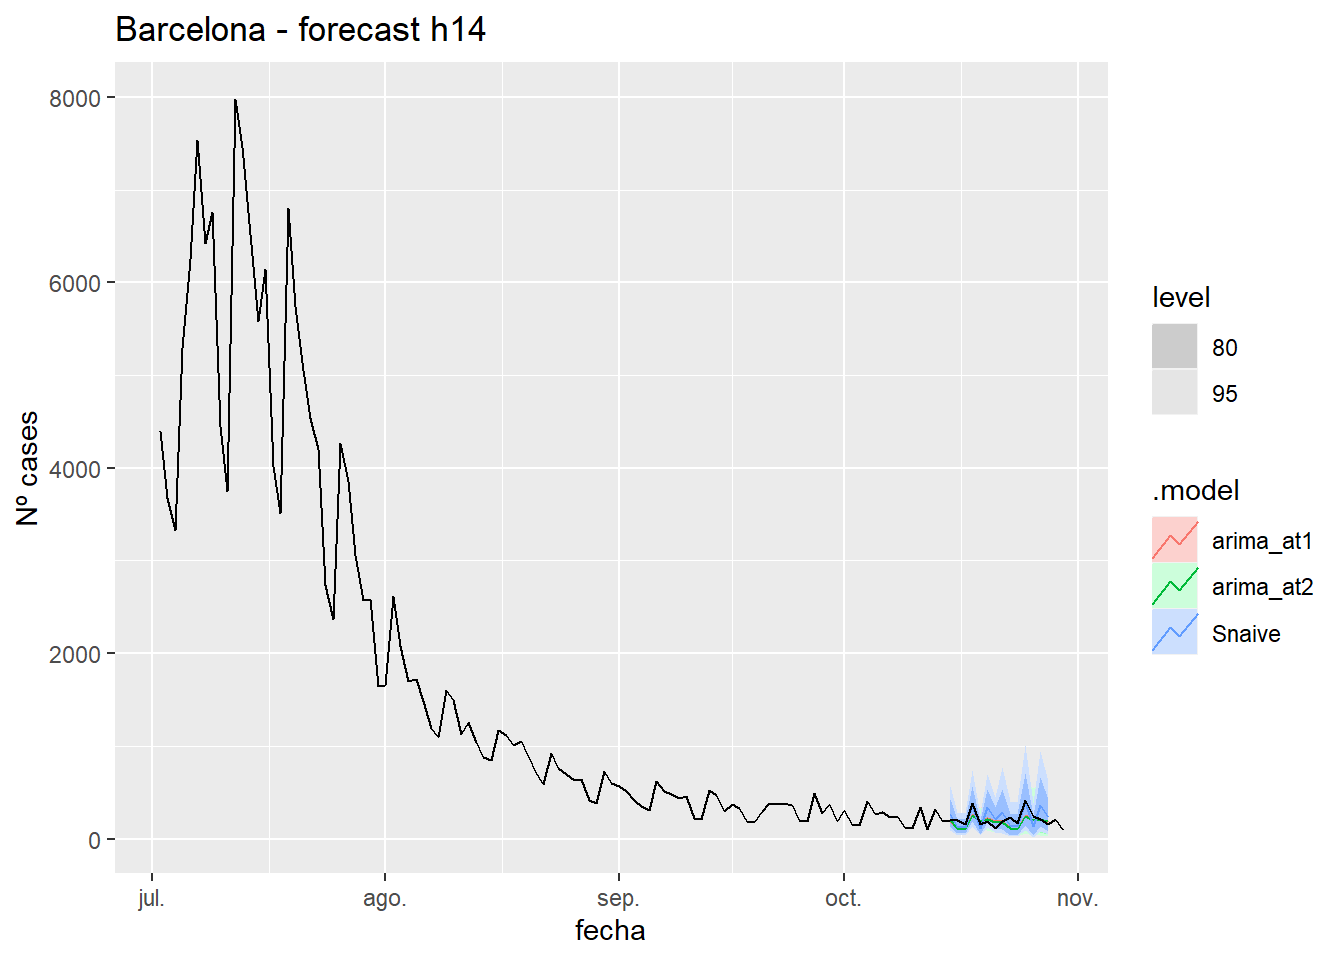 Barcelona - forecast h14
8000
6000
4000
2000
0
Nº cases
jul.
ago.
sep.
oct.
nov.
fecha
level
80
95
.model
arima_at1
arima_at2
Snaive